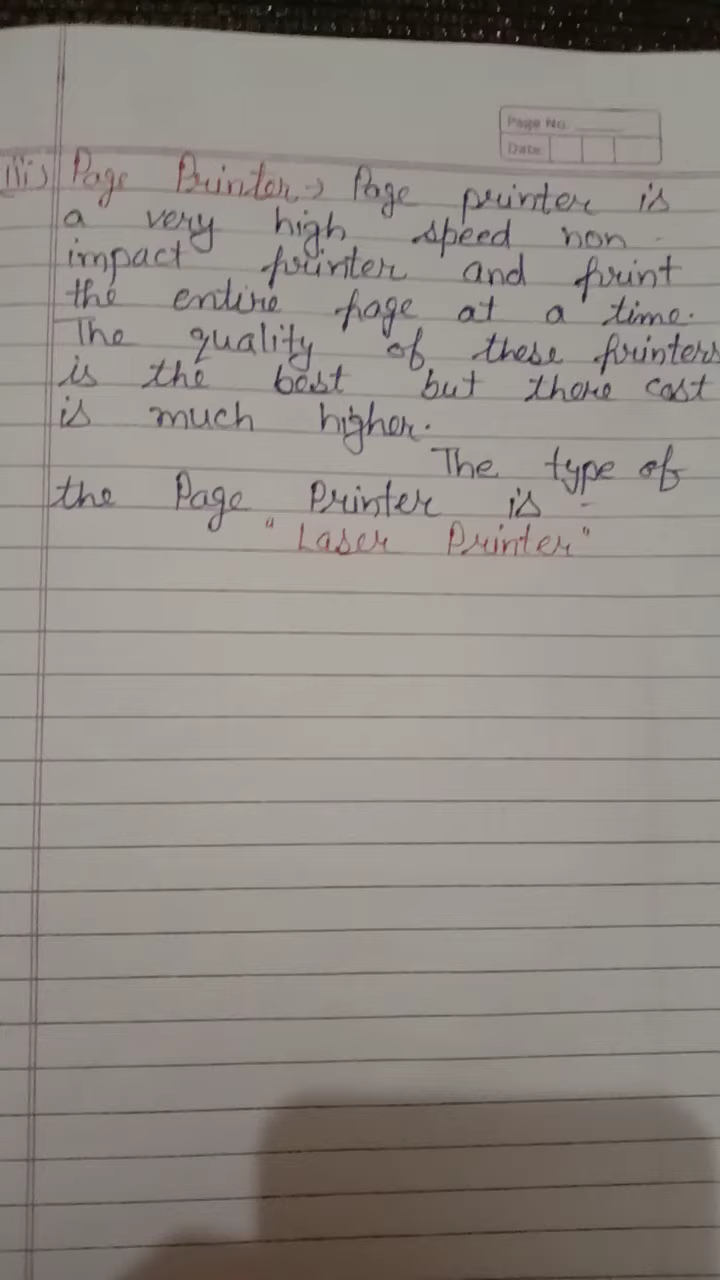 Page No.
Date
iii) Page Printer → Page printer is
a very high speed non -
impact printer and print
the entire page at a time.
The quality of these printers
is the best but there cost
is much higher.
The type of
the Page Printer is -
"Laser Printer"